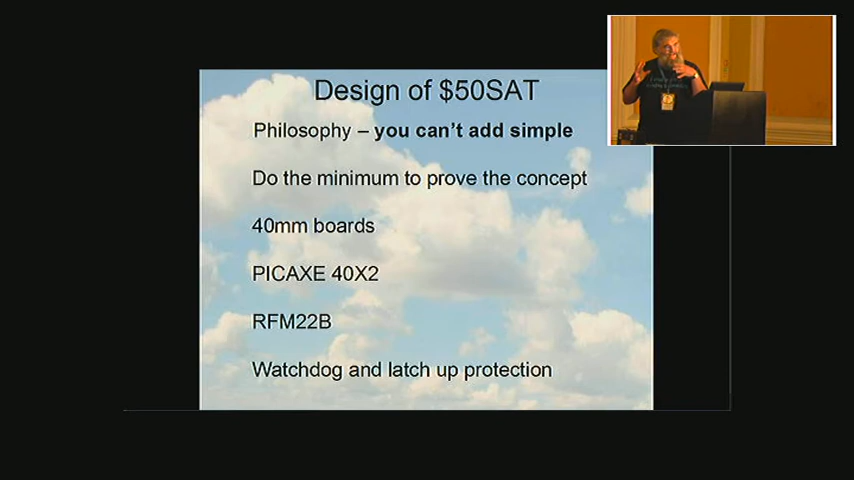 Design of $50SAT
Philosophy – you can't add simple
Do the minimum to prove the concept
40mm boards
PICAXE 40X2
RFM22B
Watchdog and latch up protection